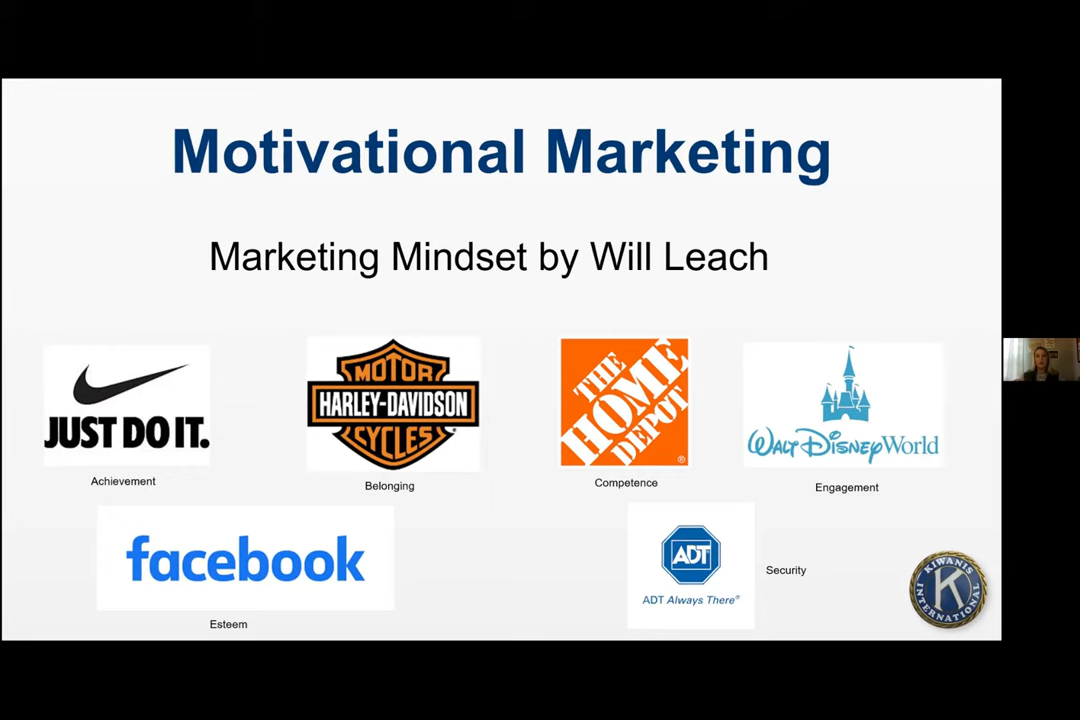 Motivational Marketing
Marketing Mindset by Will Leach
JUST DO IT.
Achievement
MOTOR
HARLEY-DAVIDSON
CYCLES
®
Belonging
THE
HOME
DEPOT
®
Competence
WALT DISNEY World
Engagement
facebook
Esteem
ADT
ADT Always There®
Security
KIWANIS
K
INTERNATIONAL